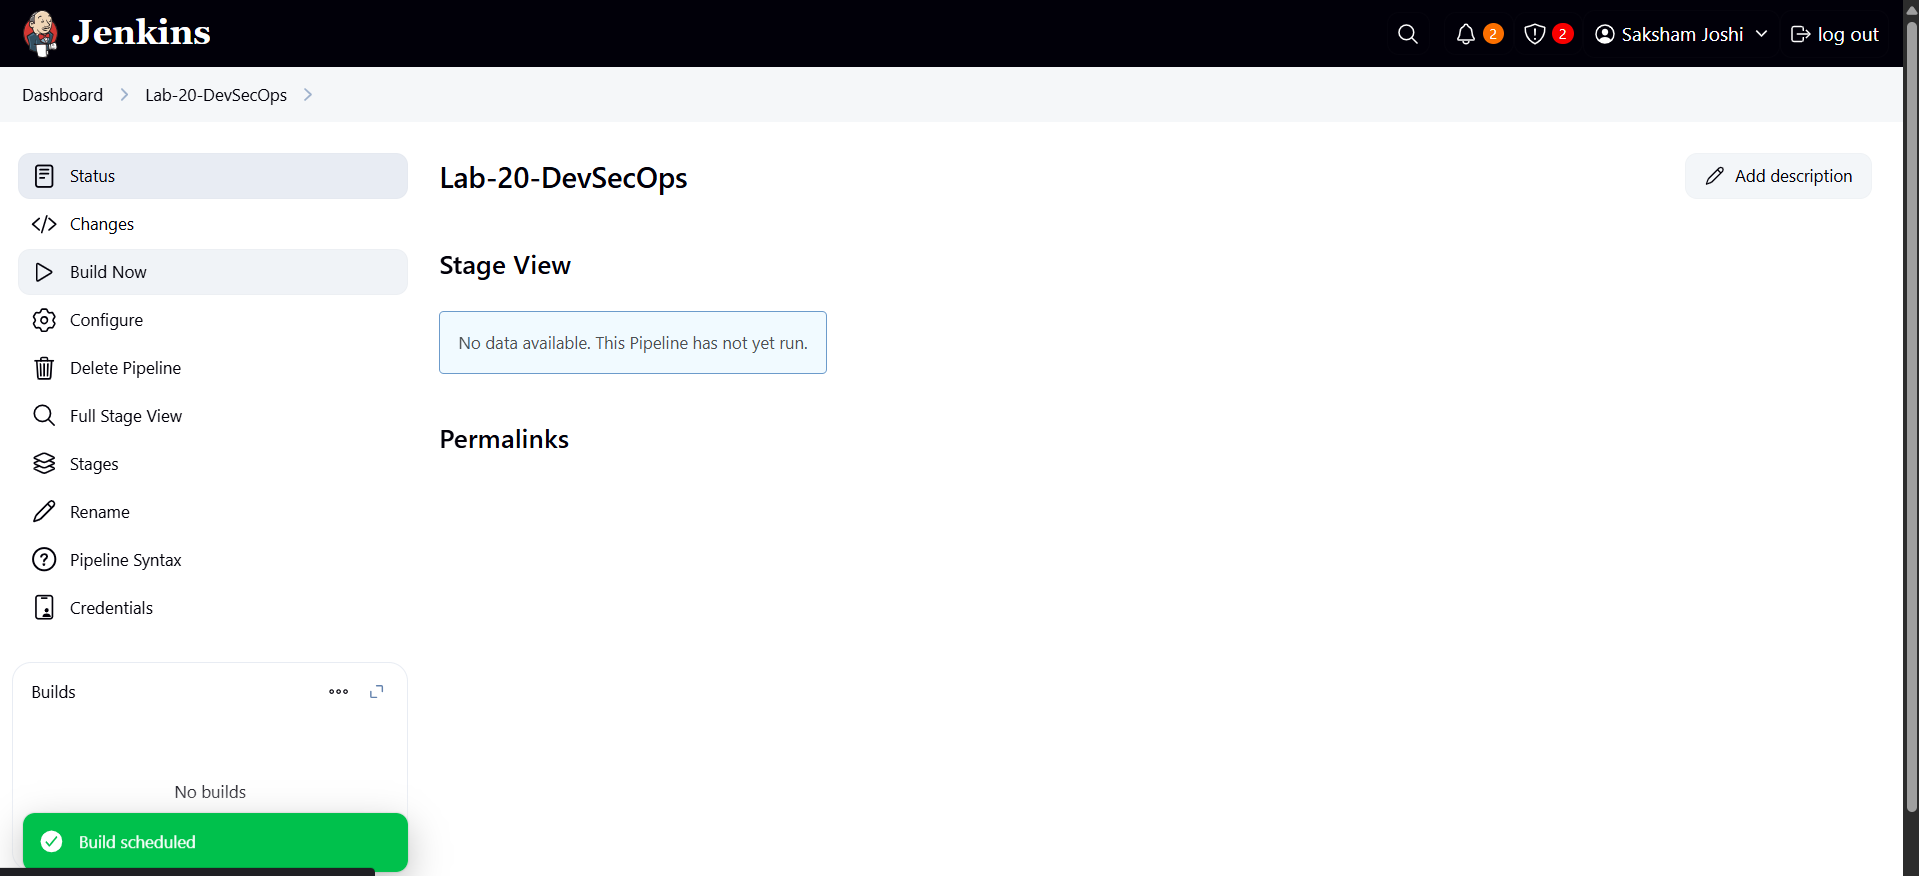 Jenkins
2
2
Saksham Joshi
log out
Dashboard
Lab-20-DevSecOps
Status
Changes
Build Now
Configure
Delete Pipeline
Full Stage View
Stages
Rename
Pipeline Syntax
Credentials
Builds
No builds
Build scheduled
Lab-20-DevSecOps
Add description
Stage View
No data available. This Pipeline has not yet run.
Permalinks